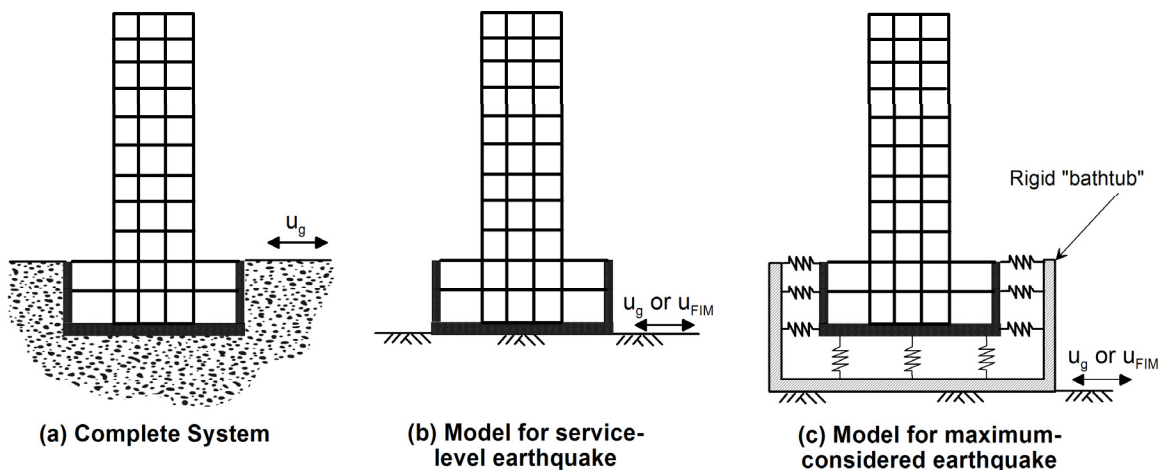 Rigid "bathtub"
u_g
u_g or u_FIM
u_g or u_FIM
(a) Complete System
(b) Model for service-
level earthquake
(c) Model for maximum-
considered earthquake